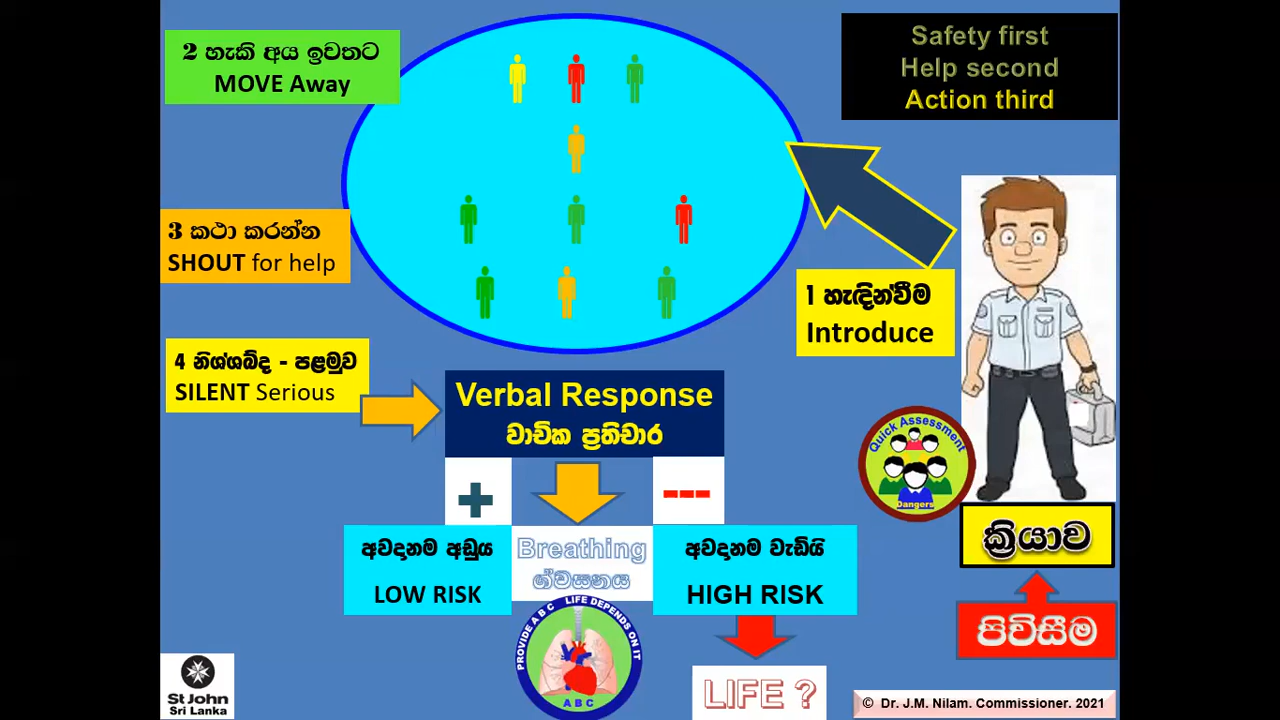 2 හැකි අය ඉවතට
MOVE Away
Safety first
Help second
Action third
3 කථා කරන්න
SHOUT for help
1 හැඳින්වීම
Introduce
4 නිශ්ශබ්ද - පළමුව
SILENT Serious
Verbal Response
වාචික ප්‍රතිචාර
+
---
Quick Assessment
Dangers
අවදානම අඩුය
LOW RISK
Breathing
ශ්වසනය
අවදානම වැඩියි
HIGH RISK
ක්‍රියාව
පිවිසීම
PROVIDE A B C LIFE DEPENDS ON IT
A B C
LIFE ?
St John
Sri Lanka
© Dr. J.M. Nilam. Commissioner. 2021